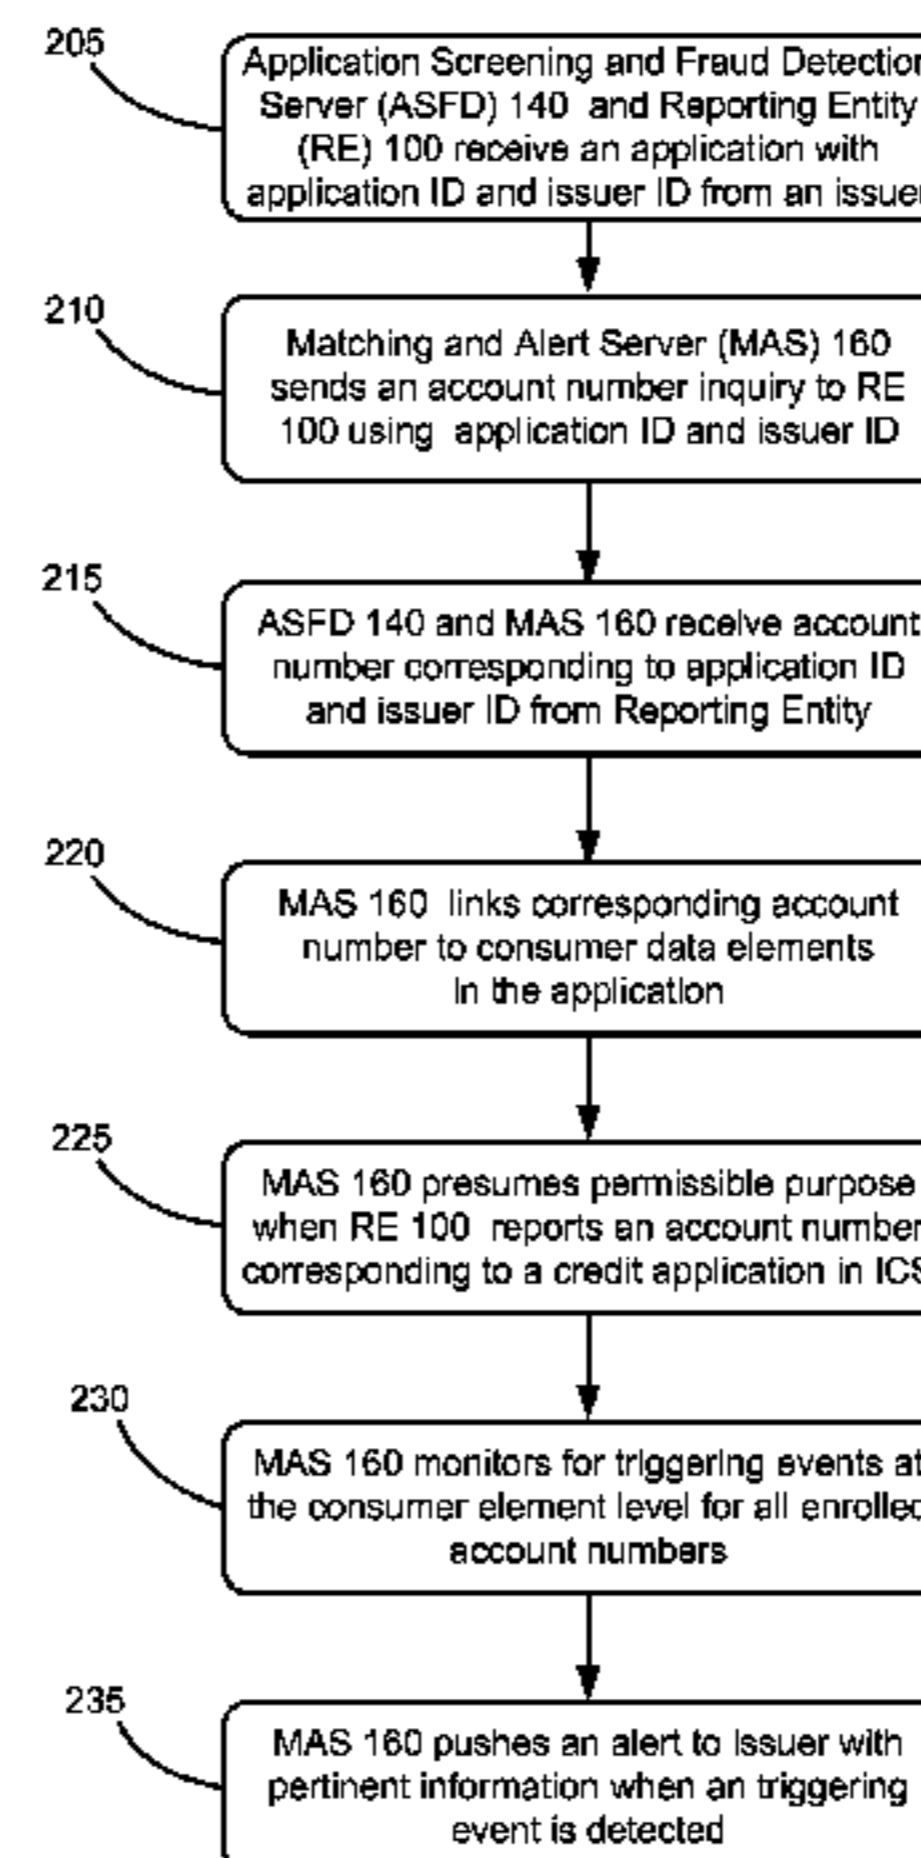 205
Application Screening and Fraud Detection
Server (ASFD) 140 and Reporting Entity
(RE) 100 receive an application with
application ID and issuer ID from an issuer
210
Matching and Alert Server (MAS) 160
sends an account number inquiry to RE
100 using application ID and issuer ID
215
ASFD 140 and MAS 160 receive account
number corresponding to application ID
and issuer ID from Reporting Entity
220
MAS 160 links corresponding account
number to consumer data elements
in the application
225
MAS 160 presumes permissible purpose
when RE 100 reports an account number
corresponding to a credit application in ICS
230
MAS 160 monitors for triggering events at
the consumer element level for all enrolled
account numbers
235
MAS 160 pushes an alert to Issuer with
pertinent information when an triggering
event is detected